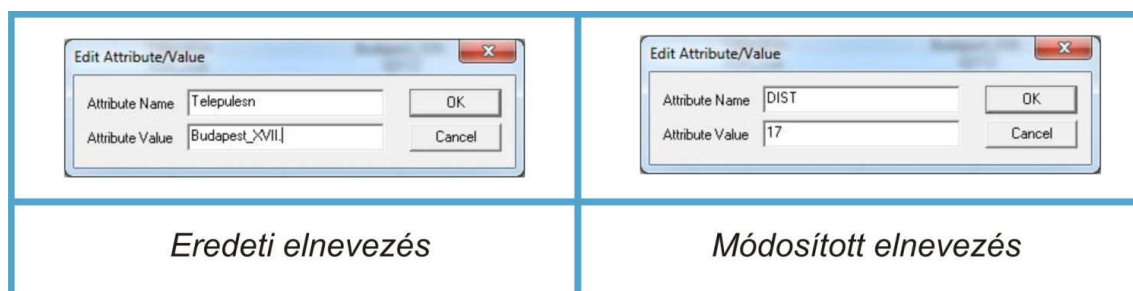 Edit Attribute/Value
Attribute Name Telepulesn OK
Attribute Value Budapest_XVII. Cancel
Edit Attribute/Value
Attribute Name DIST OK
Attribute Value 17 Cancel
Eredeti elnevezés
Módosított elnevezés